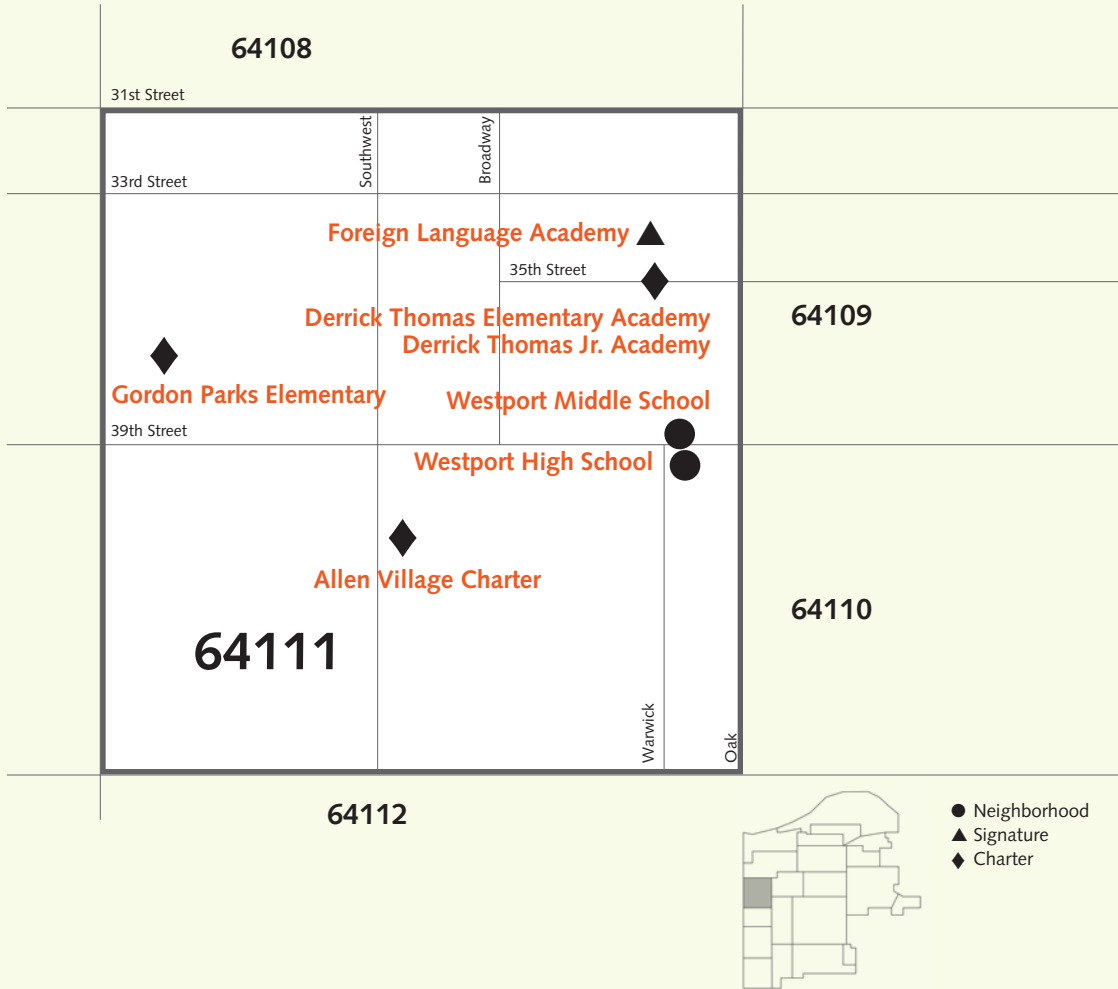 64108
31st Street
Southwest
Broadway
33rd Street
Foreign Language Academy
35th Street
Derrick Thomas Elementary Academy
Derrick Thomas Jr. Academy
64109
Gordon Parks Elementary
Westport Middle School
39th Street
Westport High School
Allen Village Charter
64110
64111
Warwick
Oak
64112
Neighborhood
Signature
Charter